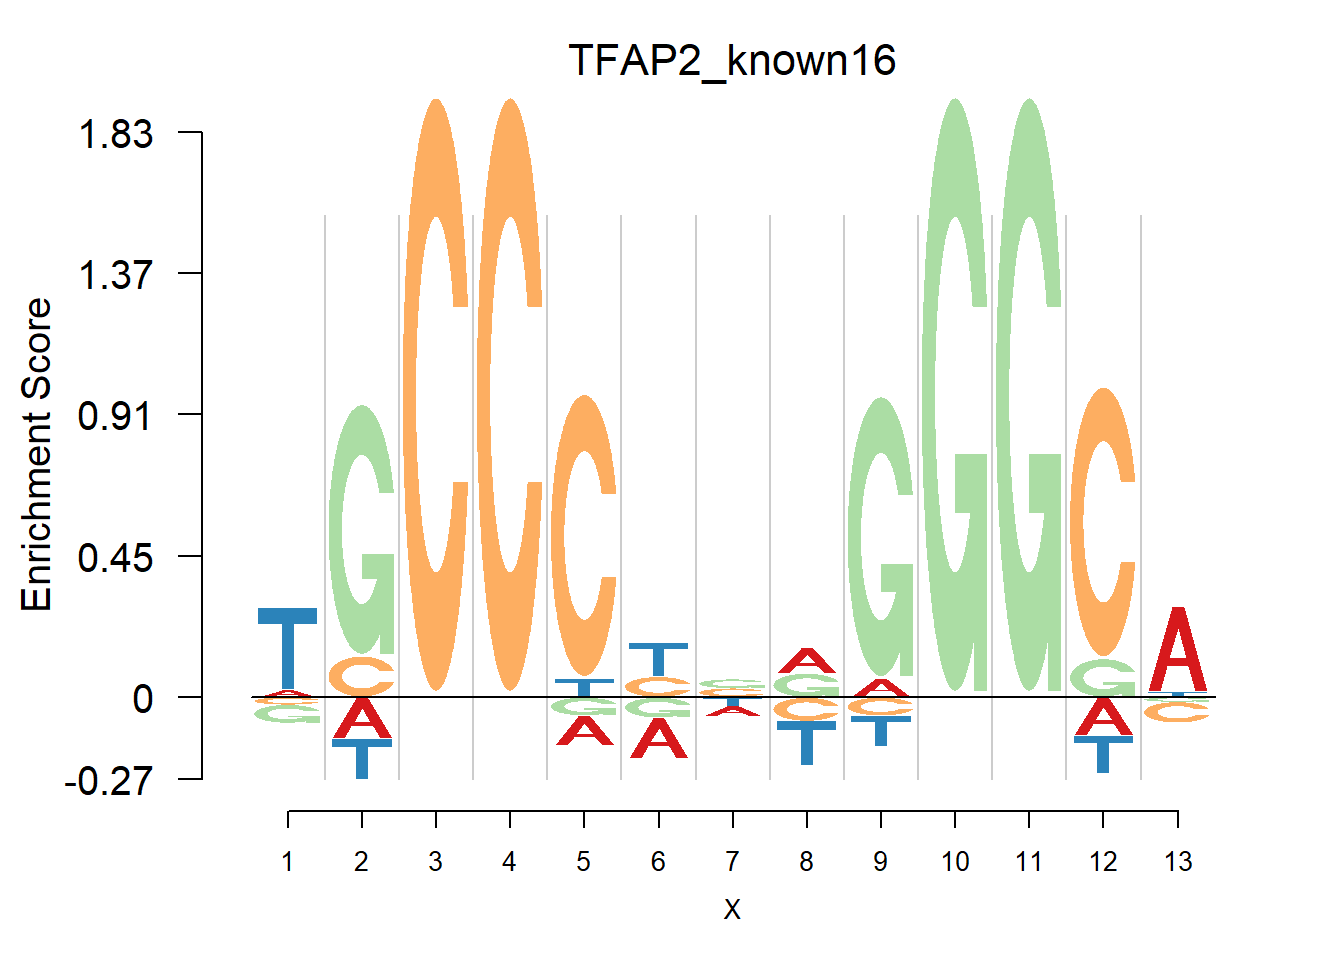 TFAP2_known16
Enrichment Score
1.83
1.37
0.91
0.45
0
-0.27
T A C G
G C A T
C
C
C T G A
T C G A
G C T A
A G C T
G A C T
G
G
C G A T
A T G C
1 2 3 4 5 6 7 8 9 10 11 12 13
X